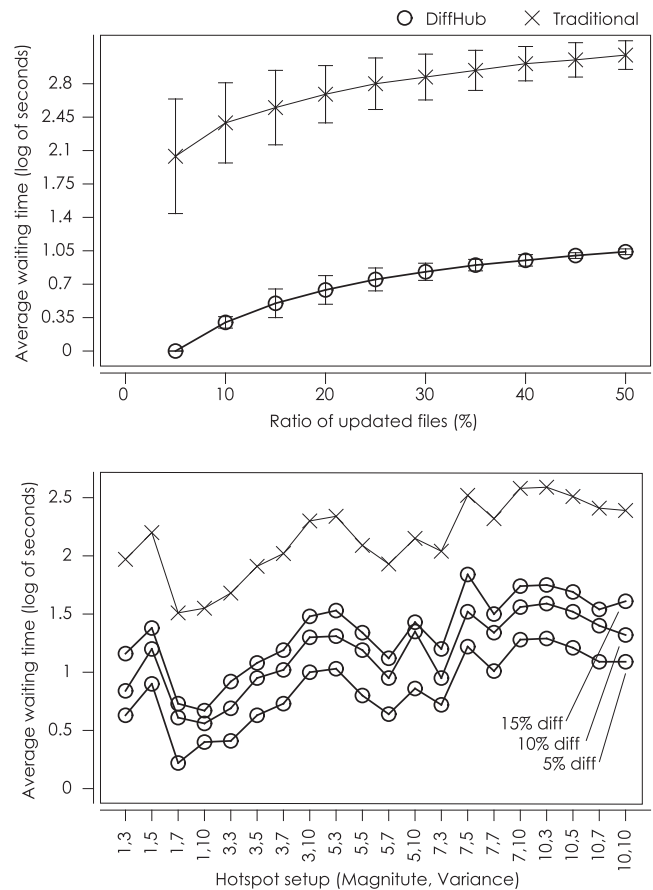 DiffHub Traditional
Average waiting time (log of seconds)
2.8
2.45
2.1
1.75
1.4
1.05
0.7
0.35
0
0 10 20 30 40 50
Ratio of updated files (%)
Average waiting time (log of seconds)
2.5
2
1.5
1
0.5
0
15% diff
10% diff
5% diff
1,3 1,5 1,7 1,10 3,3 3,5 3,7 3,10 5,3 5,5 5,7 5,10 7,3 7,5 7,7 7,10 10,3 10,5 10,7 10,10
Hotspot setup (Magnitute, Variance)